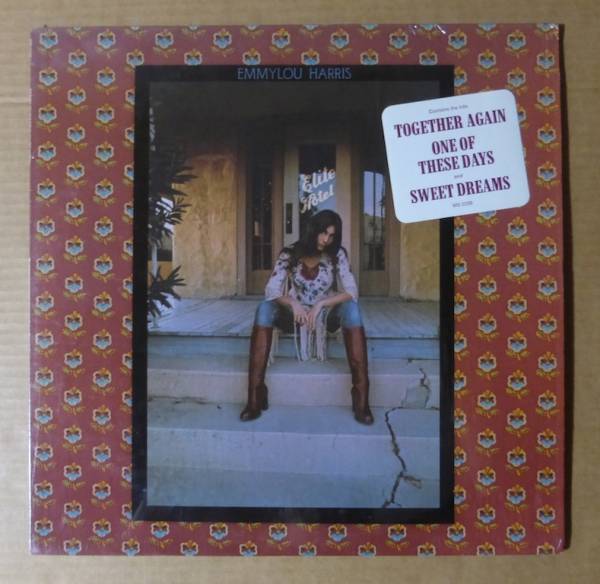 EMMYLOU HARRIS
Contains the hits
TOGETHER AGAIN
ONE OF
THESE DAYS
and
SWEET DREAMS
Elite
Hotel